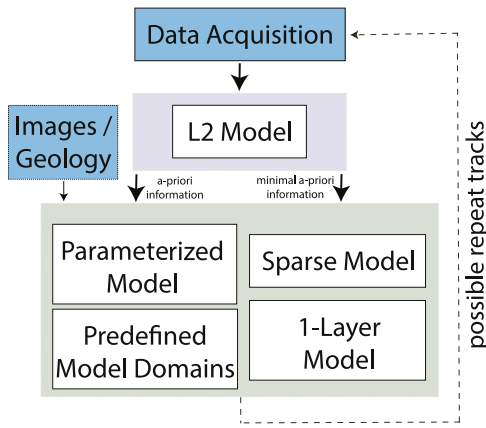 Data Acquisition
L2 Model
Images /
Geology
a-priori
information
minimal a-priori
information
Parameterized
Model
Sparse Model
Predefined
Model Domains
1-Layer
Model
possible repeat tracks